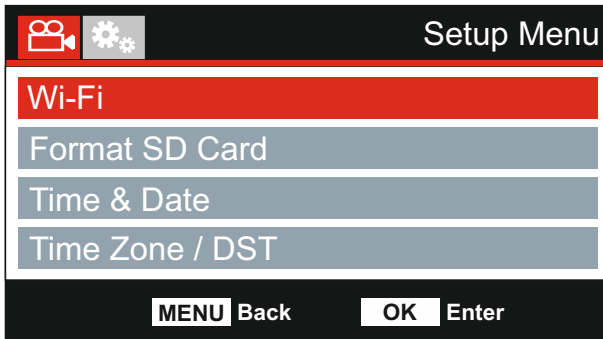 Setup Menu
Wi-Fi
Format SD Card
Time & Date
Time Zone / DST
MENU Back OK Enter